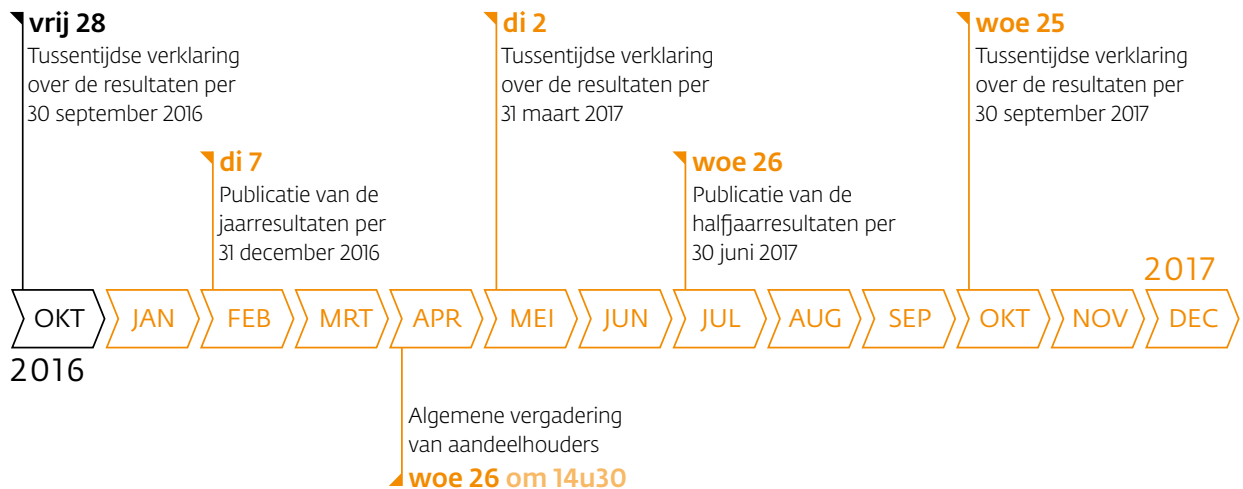 vrij 28
Tussentijdse verklaring
over de resultaten per
30 september 2016
di 2
Tussentijdse verklaring
over de resultaten per
31 maart 2017
woe 25
Tussentijdse verklaring
over de resultaten per
30 september 2017
di 7
Publicatie van de
jaarresultaten per
31 december 2016
woe 26
Publicatie van de
halfjaarresultaten per
30 juni 2017
2017
OKT JAN FEB MRT APR MEI JUN JUL AUG SEP OKT NOV DEC
2016
Algemene vergadering
van aandeelhouders
woe 26 om 14u30